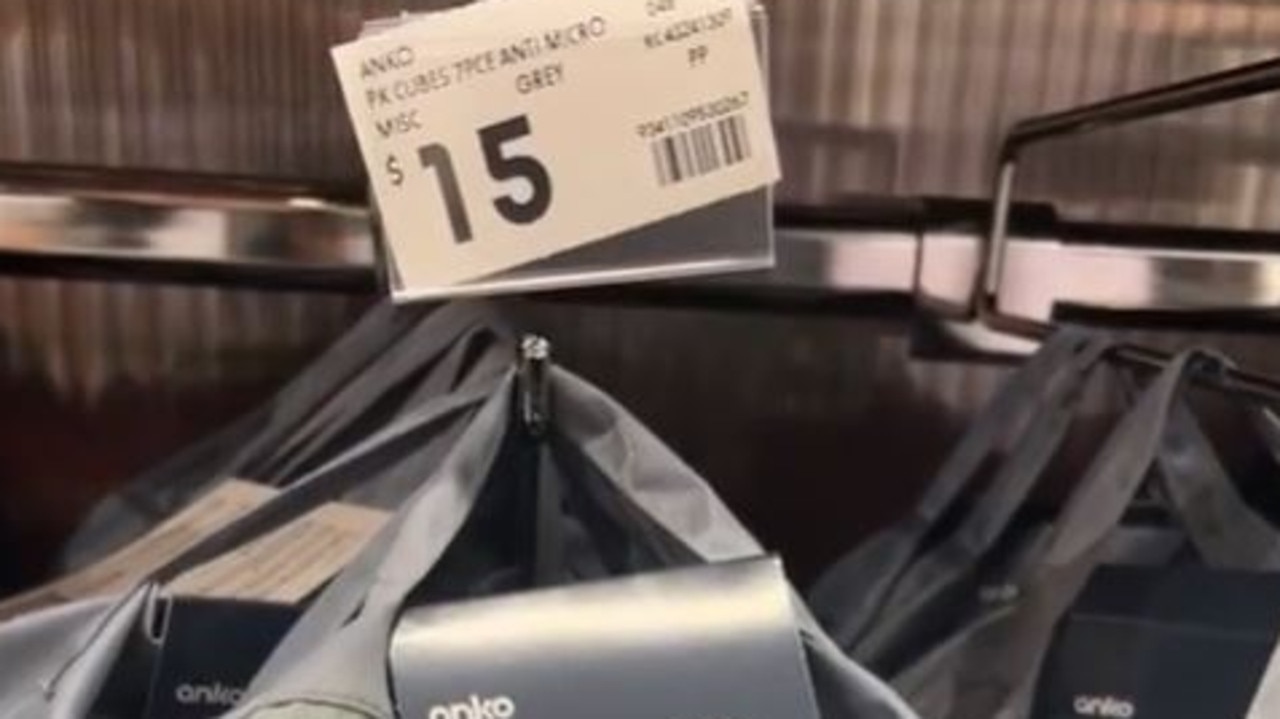 ANKO
PK CUBES 7PCE ANTI MICRO
GREY
MISC
PP
$15
anko
anko
anko